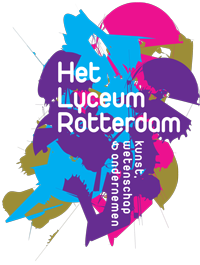 Het
Lyceum
Rotterdam
kunst,
wetenschap
& ondernemen